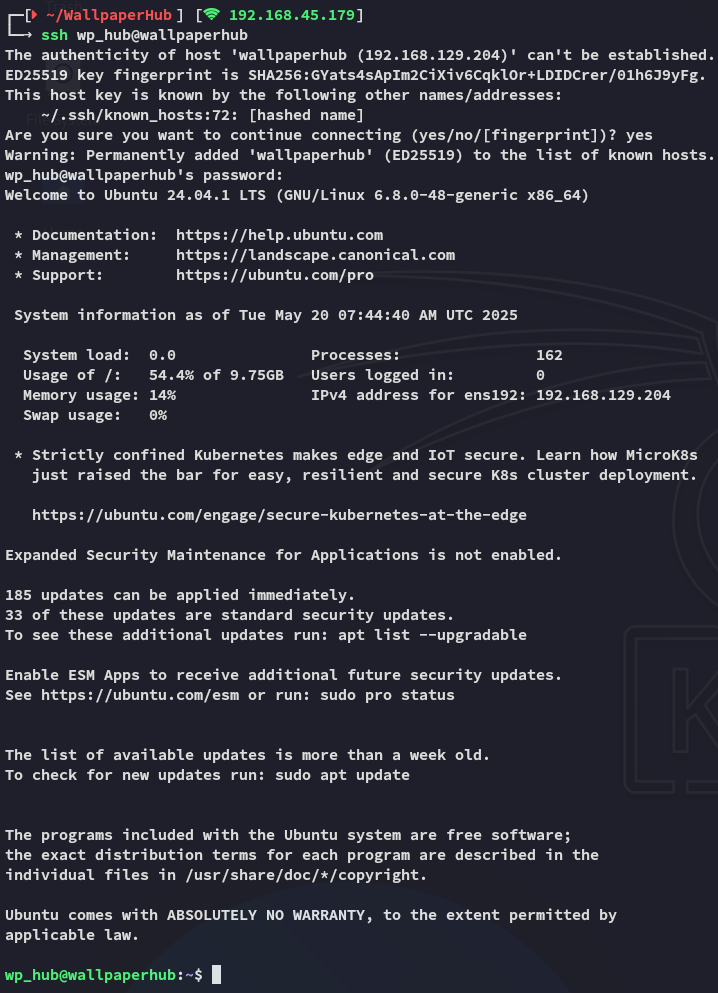 ┌─[ ~/WallpaperHub ] [ 192.168.45.179]
└─→ ssh wp_hub@wallpaperhub
The authenticity of host 'wallpaperhub (192.168.129.204)' can't be established.
ED25519 key fingerprint is SHA256:GYats4sApIm2CiXiv6CqklOr+LDIDCrer/01h6J9yFg.
This host key is known by the following other names/addresses:
    ~/.ssh/known_hosts:72: [hashed name]
Are you sure you want to continue connecting (yes/no/[fingerprint])? yes
Warning: Permanently added 'wallpaperhub' (ED25519) to the list of known hosts.
wp_hub@wallpaperhub's password:
Welcome to Ubuntu 24.04.1 LTS (GNU/Linux 6.8.0-48-generic x86_64)

 * Documentation:  https://help.ubuntu.com
 * Management:     https://landscape.canonical.com
 * Support:        https://ubuntu.com/pro

 System information as of Tue May 20 07:44:40 AM UTC 2025

  System load:  0.0               Processes:               162
  Usage of /:   54.4% of 9.75GB   Users logged in:         0
  Memory usage: 14%               IPv4 address for ens192: 192.168.129.204
  Swap usage:   0%

 * Strictly confined Kubernetes makes edge and IoT secure. Learn how MicroK8s
   just raised the bar for easy, resilient and secure K8s cluster deployment.

   https://ubuntu.com/engage/secure-kubernetes-at-the-edge

Expanded Security Maintenance for Applications is not enabled.

185 updates can be applied immediately.
33 of these updates are standard security updates.
To see these additional updates run: apt list --upgradable

Enable ESM Apps to receive additional future security updates.
See https://ubuntu.com/esm or run: sudo pro status

The list of available updates is more than a week old.
To check for new updates run: sudo apt update

The programs included with the Ubuntu system are free software;
the exact distribution terms for each program are described in the
individual files in /usr/share/doc/*/copyright.

Ubuntu comes with ABSOLUTELY NO WARRANTY, to the extent permitted by
applicable law.

wp_hub@wallpaperhub:~$